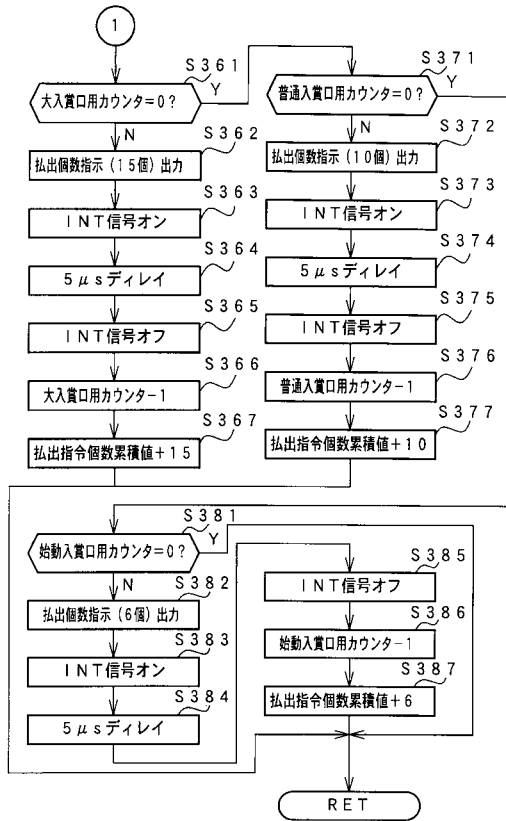 1
S361
大入賞口用カウンタ=0?
Y
N
S362
払出個数指示(15個)出力
S363
INT信号オン
S364
5μsディレイ
S365
INT信号オフ
S366
大入賞口用カウンタ-1
S367
払出指令個数累積値+15
S371
普通入賞口用カウンタ=0?
Y
N
S372
払出個数指示(10個)出力
S373
INT信号オン
S374
5μsディレイ
S375
INT信号オフ
S376
普通入賞口用カウンタ-1
S377
払出指令個数累積値+10
S381
始動入賞口用カウンタ=0?
Y
N
S382
払出個数指示(6個)出力
S383
INT信号オン
S384
5μsディレイ
S385
INT信号オフ
S386
始動入賞口用カウンタ-1
S387
払出指令個数累積値+6
RET